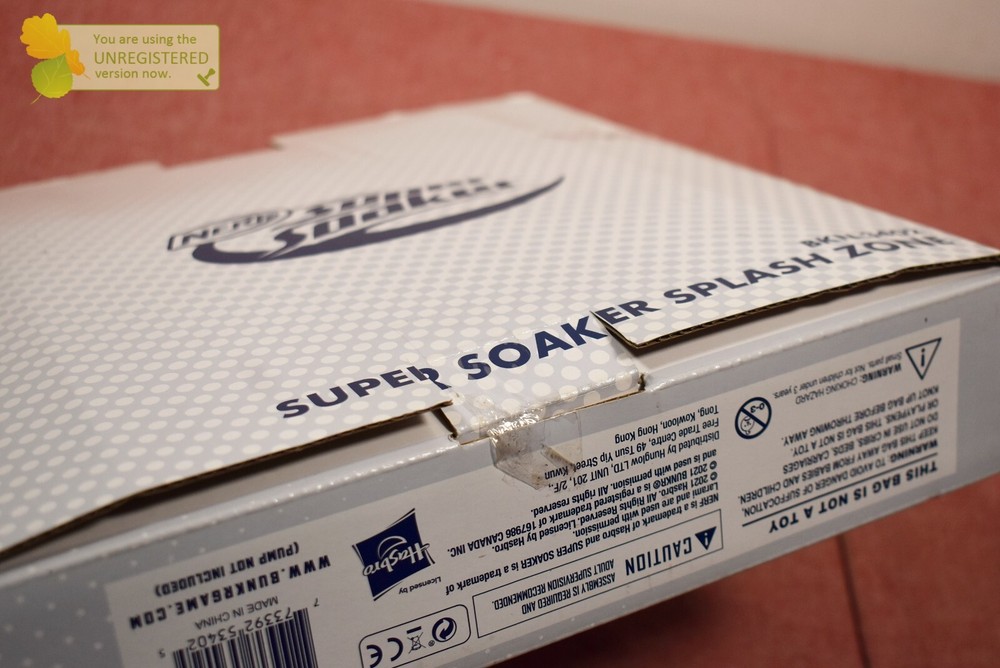 You are using the
UNREGISTERED
version now.
NERF
SUPER
Soaker
SUPER SOAKER SPLASH ZONE
WARNING: CHOKING HAZARD
Small parts. Not for children under 3 years.
0-3
THIS BAG IS NOT A TOY
WARNING: TO AVOID DANGER OF SUFFOCATION,
KEEP THIS BAG AWAY FROM BABIES AND CHILDREN.
DO NOT USE IN CRIBS, BEDS, CARRIAGES
OR PLAYPENS. THIS BAG IS NOT A TOY.
KNOT UP BAG BEFORE THROWING AWAY.
CAUTION
ADULT SUPERVISION RECOMMENDED.
ASSEMBLY IS REQUIRED AND
Licensed by
Hasbro
NERF is a trademark of Hasbro and SUPER SOAKER is a trademark of
Larami and are used with permission.
© 2021 Hasbro. All Rights Reserved. Licensed by Hasbro.
© 2021 BUNKR® is a registered trademark of 167986 CANADA INC.
and is used with permission. All rights reserved.
Distributed by Hunglow LTD, UNIT 201, 2/F.,
Free Trade Centre, 49 Tsun Yip Street, Kwun
Tong, Kowloon, Hong Kong
WWW.BUNKRGAME.COM
(PUMP NOT INCLUDED)
MADE IN CHINA
7 73392 53402 5
CE